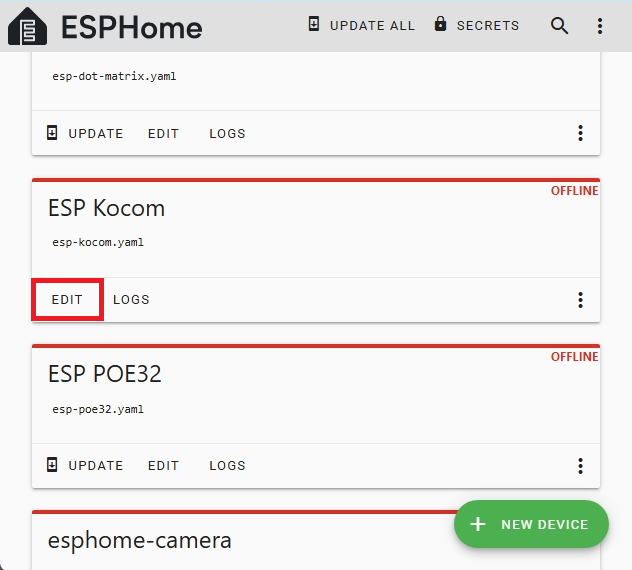 ESPHome UPDATE ALL SECRETS
esp-dot-matrix.yaml
UPDATE EDIT LOGS
OFFLINE
ESP Kocom
esp-kocom.yaml
EDIT LOGS
OFFLINE
ESP POE32
esp-poe32.yaml
UPDATE EDIT LOGS
NEW DEVICE
esphome-camera